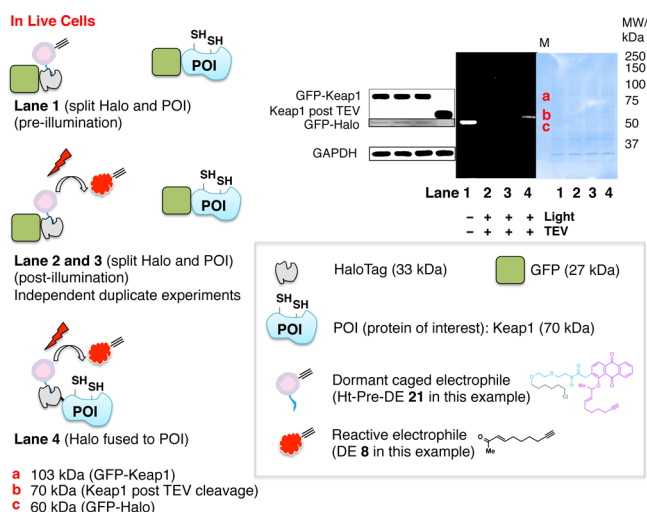 In Live Cells
SH
SH
POI
Lane 1 (split Halo and POI)
(pre-illumination)
SH
SH
POI
Lane 2 and 3 (split Halo and POI)
(post-illumination)
Independent duplicate experiments
SH
SH
POI
Lane 4 (Halo fused to POI)
a 103 kDa (GFP-Keap1)
b 70 kDa (Keap1 post TEV cleavage)
c 60 kDa (GFP-Halo)
GFP-Keap1
Keap1 post TEV
GFP-Halo
GAPDH
M
MW/
kDa
250
150
100
75
50
37
a
b
c
Lane 1 2 3 4 1 2 3 4
– + + + Light
– + + + TEV
HaloTag (33 kDa)
GFP (27 kDa)
SH
SH
POI
POI (protein of interest): Keap1 (70 kDa)
Dormant caged electrophile
(Ht-Pre-DE 21 in this example)
O
O
H
N
O
Cl
O
O
O
Me
Reactive electrophile
(DE 8 in this example)
O
Me